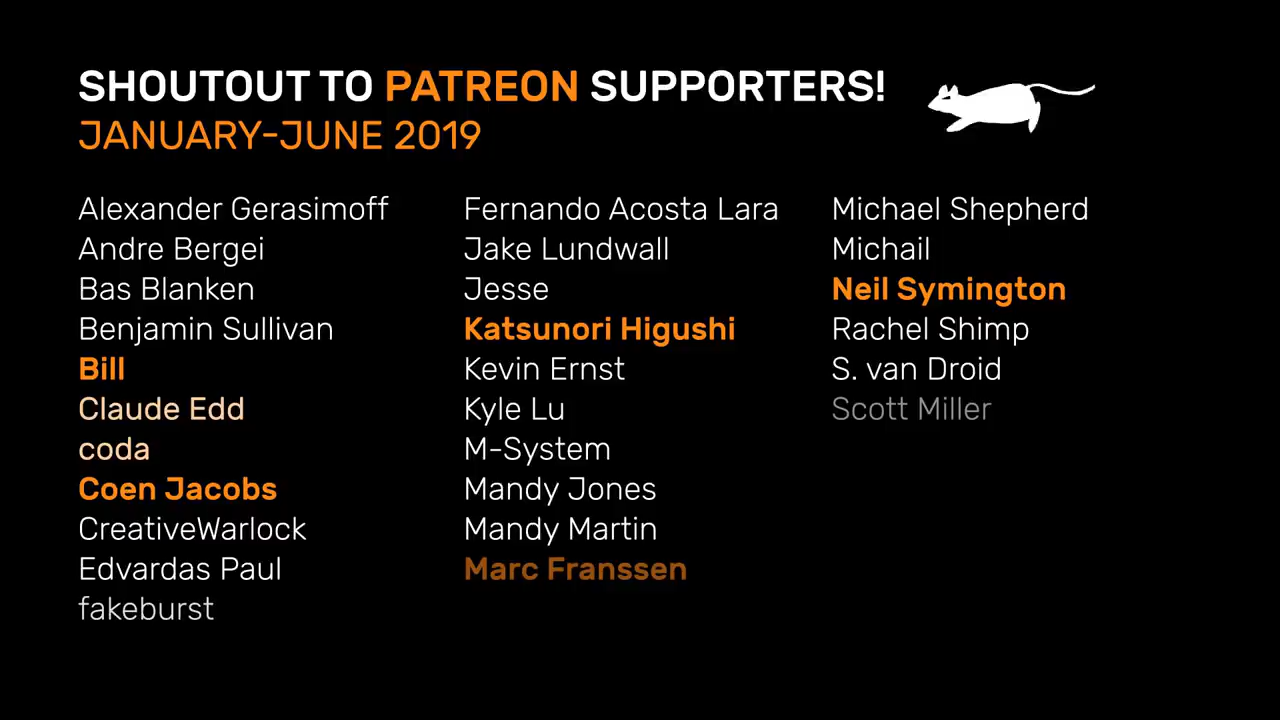 SHOUTOUT TO PATREON SUPPORTERS!
JANUARY-JUNE 2019
Alexander Gerasimoff
Andre Bergei
Bas Blanken
Benjamin Sullivan
Bill
Claude Edd
coda
Coen Jacobs
CreativeWarlock
Edvardas Paul
fakeburst
Fernando Acosta Lara
Jake Lundwall
Jesse
Katsunori Higushi
Kevin Ernst
Kyle Lu
M-System
Mandy Jones
Mandy Martin
Marc Franssen
Michael Shepherd
Michail
Neil Symington
Rachel Shimp
S. van Droid
Scott Miller